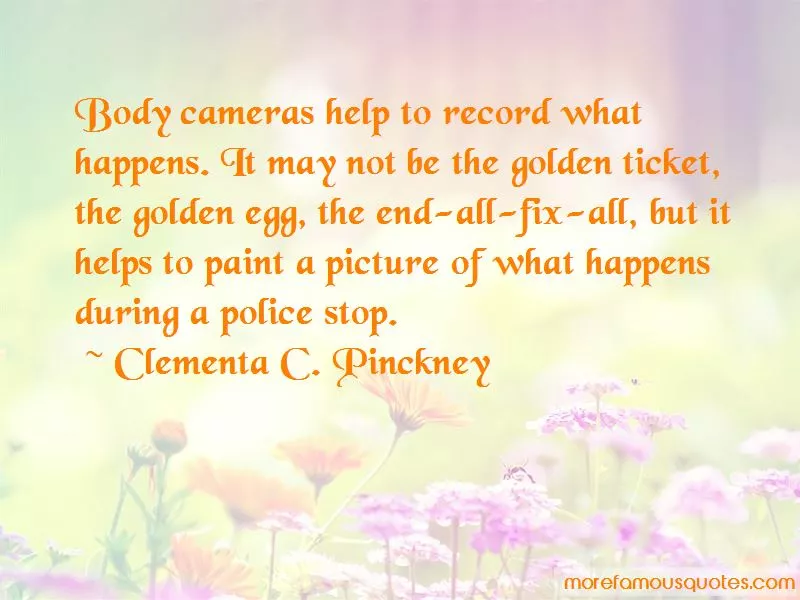 Body cameras help to record what
happens. It may not be the golden ticket,
the golden egg, the end-all-fix-all, but it
helps to paint a picture of what happens
during a police stop.
~ Clementa C. Pinckney
morefamousquotes.com